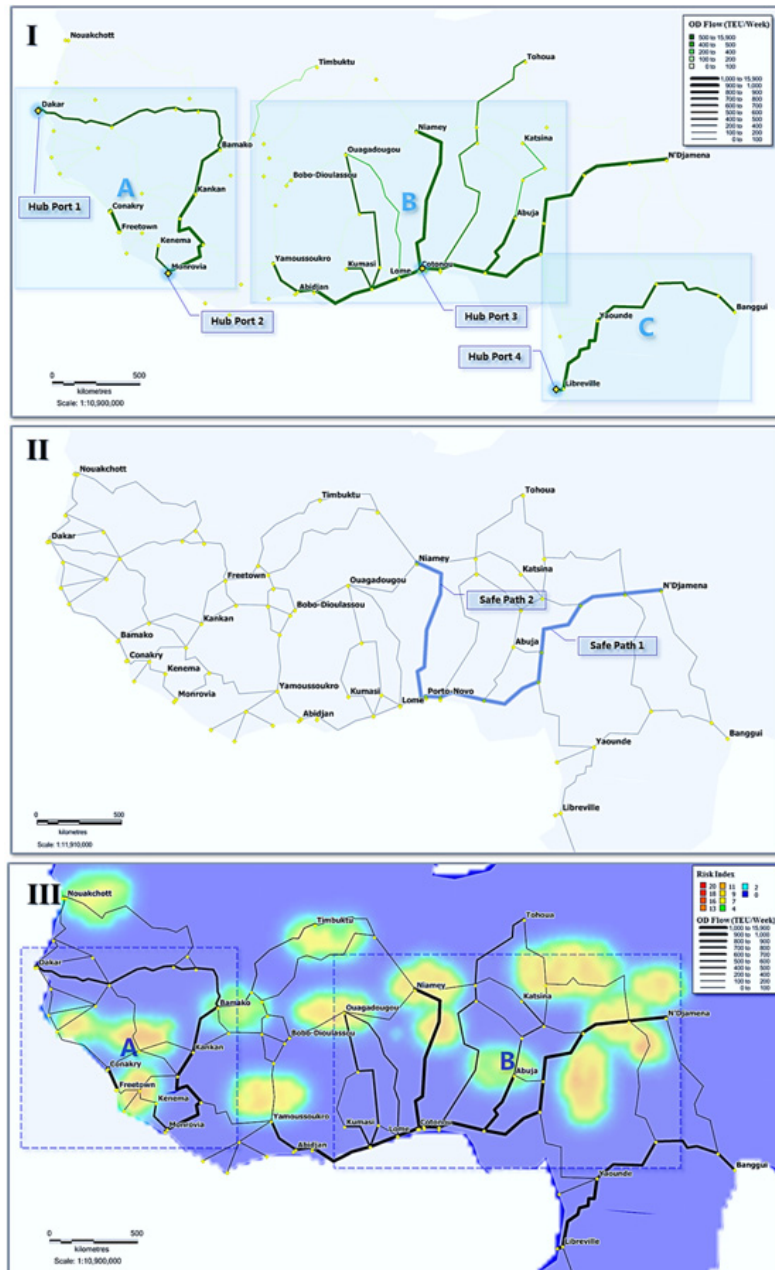 I
OD Flow (TEU/Week)
500 to 15,900
400 to 500
200 to 400
100 to 200
0 to 100
1,000 to 15,900
900 to 1,000
800 to 900
700 to 800
600 to 700
500 to 600
400 to 500
300 to 400
200 to 300
100 to 200
0 to 100
Nouakchott
Timbuktu
Tohoua
Dakar
Niamey
Katsina
Bamako
Ouagadougou
N'Djamena
Bobo-Dioulassou
A
Kankan
B
Hub Port 1
Conakry
Abuja
Freetown
Kenema
Yamoussoukro
Kumasi
Lome
Cotonou
Monrovia
Abidjan
Hub Port 2
Hub Port 3
Banggui
Yaounde
C
Hub Port 4
Libreville
0
500
kilometres
Scale: 1:10,900,000
II
Nouakchott
Timbuktu
Tohoua
Dakar
Niamey
Freetown
Ouagadougou
Katsina
N'Djamena
Safe Path 2
Bobo-Dioulassou
Kankan
Bamako
Abuja
Safe Path 1
Conakry
Kenema
Yamoussoukro
Monrovia
Kumasi
Lome
Porto-Novo
Abidjan
Banggui
Yaounde
Libreville
0
500
kilometres
Scale: 1:11,910,000
III
Risk Index
20 11 2
18 9 0
16 7
13 4
OD Flow (TEU/Week)
1,000 to 15,900
900 to 1,000
800 to 900
700 to 800
600 to 700
500 to 600
400 to 500
300 to 400
200 to 300
100 to 200
0 to 100
Nouakchott
Timbuktu
Tohoua
Dakar
Niamey
Katsina
Bamako
Ouagadougou
N'Djamena
Bobo-Dioulassou
A
Kankan
B
Conakry
Abuja
Freetown
Kenema
Yamoussoukro
Monrovia
Kumasi
Lome
Cotonou
Abidjan
Banggui
Yaounde
Libreville
0
500
kilometres
Scale: 1:10,900,000